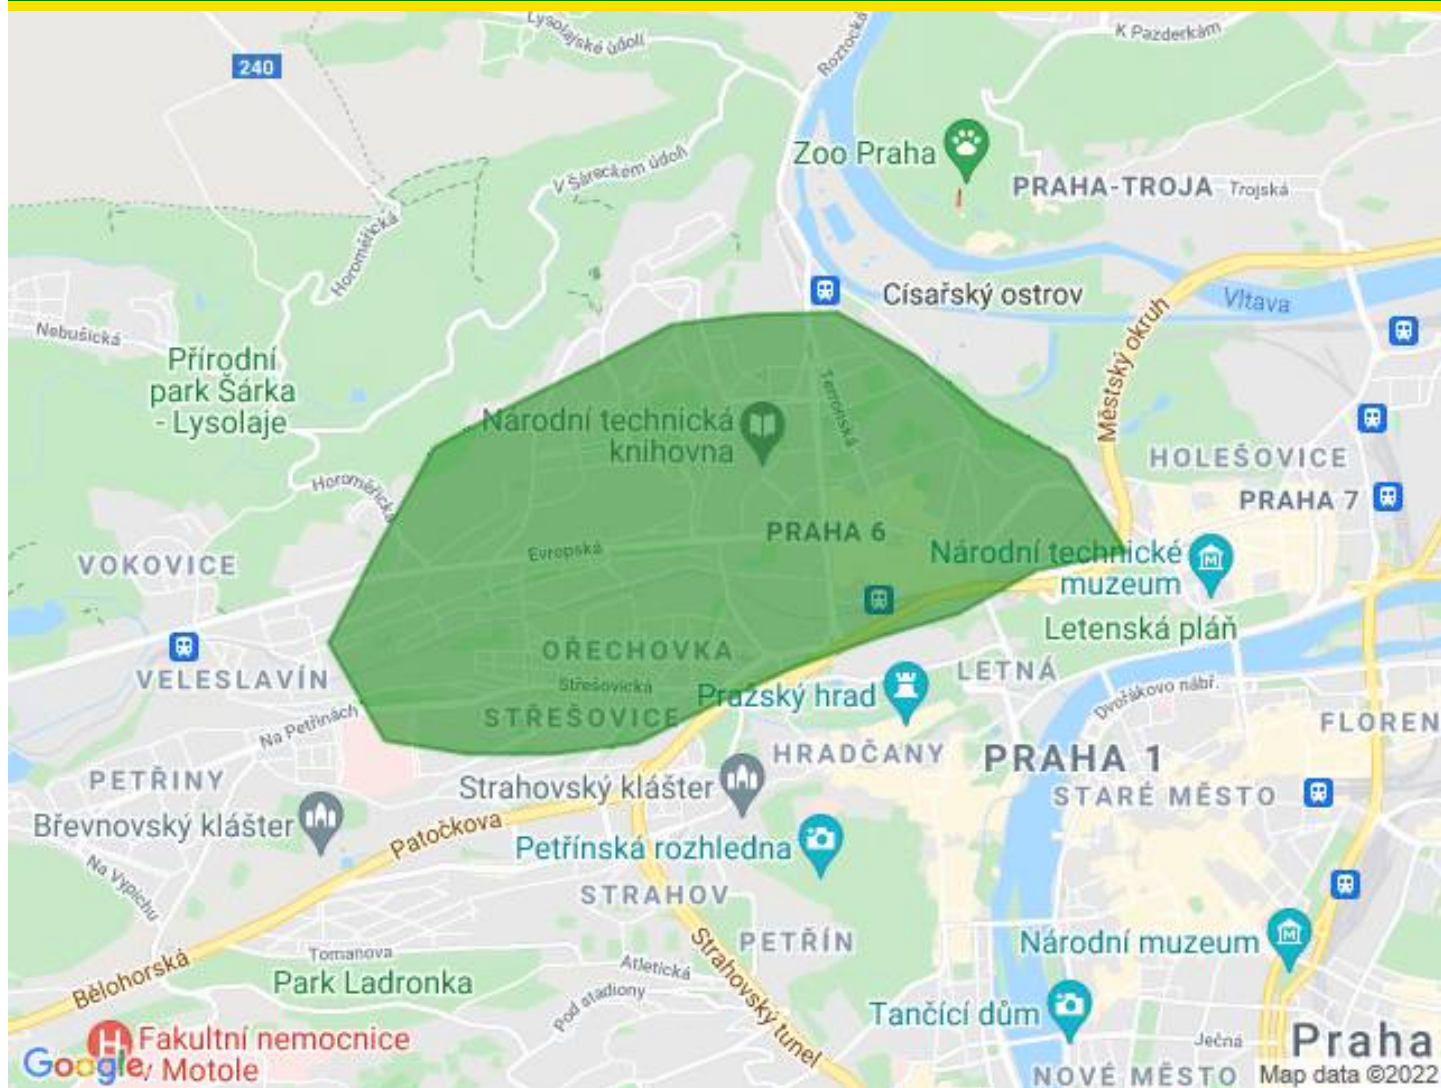 Lysolajské údolí
Roztocká
K Pazderkám
240
Zoo Praha
V Šáreckém údolí
PRAHA-TROJA
Trojská
Horoměřická
Císařský ostrov
Vltava
Nebušická
Přírodní
park Šárka
- Lysolaje
Městský okruh
Terronská
Národní technická
knihovna
HOLEŠOVICE
Horoměřická
PRAHA 7
PRAHA 6
Evropská
Národní technické
muzeum
VOKOVICE
Letenská pláň
OŘECHOVKA
LETNÁ
VELESLAVÍN
Střešovická
Pražský hrad
Dvořákovo nábř.
STŘEŠOVICE
Na Petřinách
FLOREN
HRADČANY
PRAHA 1
PETŘINY
Strahovský klášter
STARÉ MĚSTO
Břevnovský klášter
Patočkova
Petřínská rozhledna
Na Vypichu
STRAHOV
PETŘÍN
Národní muzeum
Tomanova
Atletická
Bělohorská
Park Ladronka
Pod stadiony
Strahovský tunel
Tančící dům
Fakultní nemocnice
v Motole
Ječná
Praha
Google
NOVÉ MĚSTO
Map data ©2022